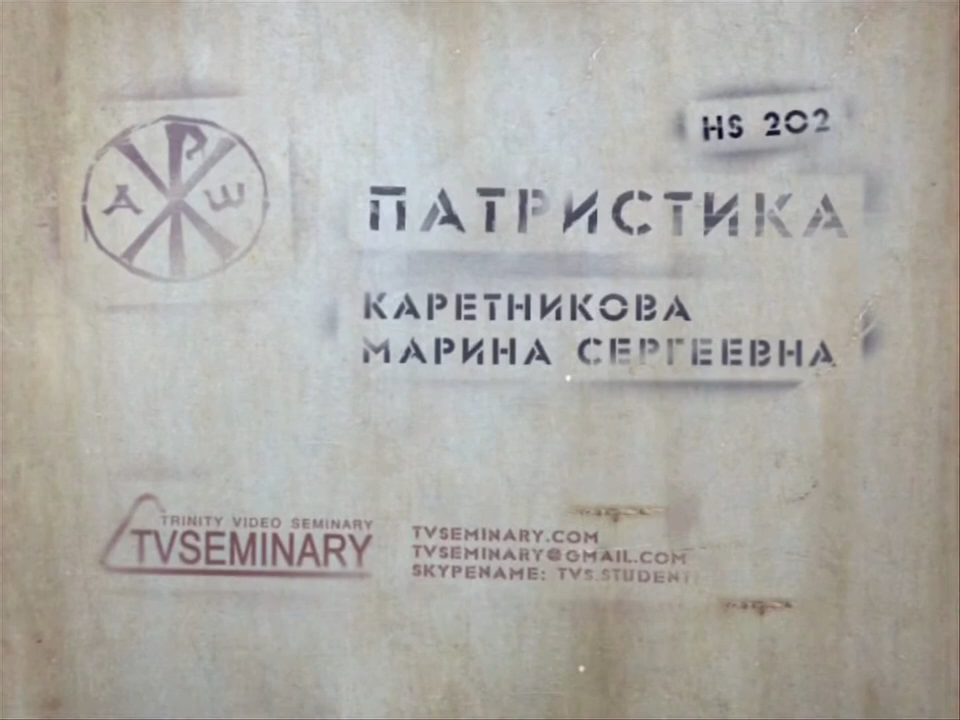 HS 202
ПАТРИСТИКА
КАРЕТНИКОВА
МАРИНА СЕРГЕЕВНА
А Р Ш
TRINITY VIDEO SEMINARY
TVSEMINARY
TVSEMINARY.COM
TVSEMINARY@GMAIL.COM
SKYPENAME: TVS.STUDENT